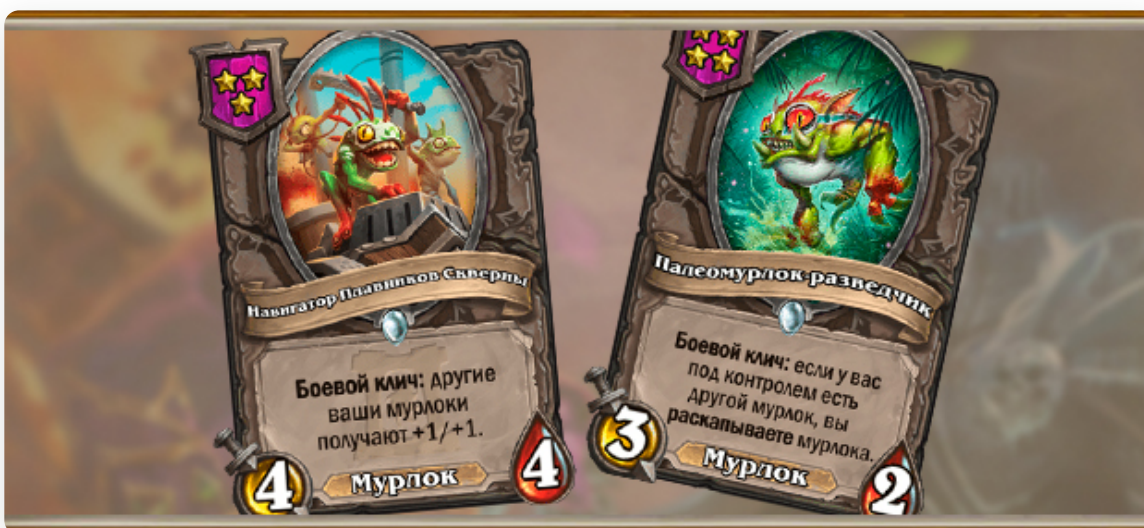 Навигатор Плавников Скверны
Боевой клич: другие
ваши мурлоки
получают +1/+1.
4
Мурлок
4
Палеомурлок-разведчик
Боевой клич: если у вас
под контролем есть
другой мурлок, вы
раскапываете мурлока.
3
Мурлок
2